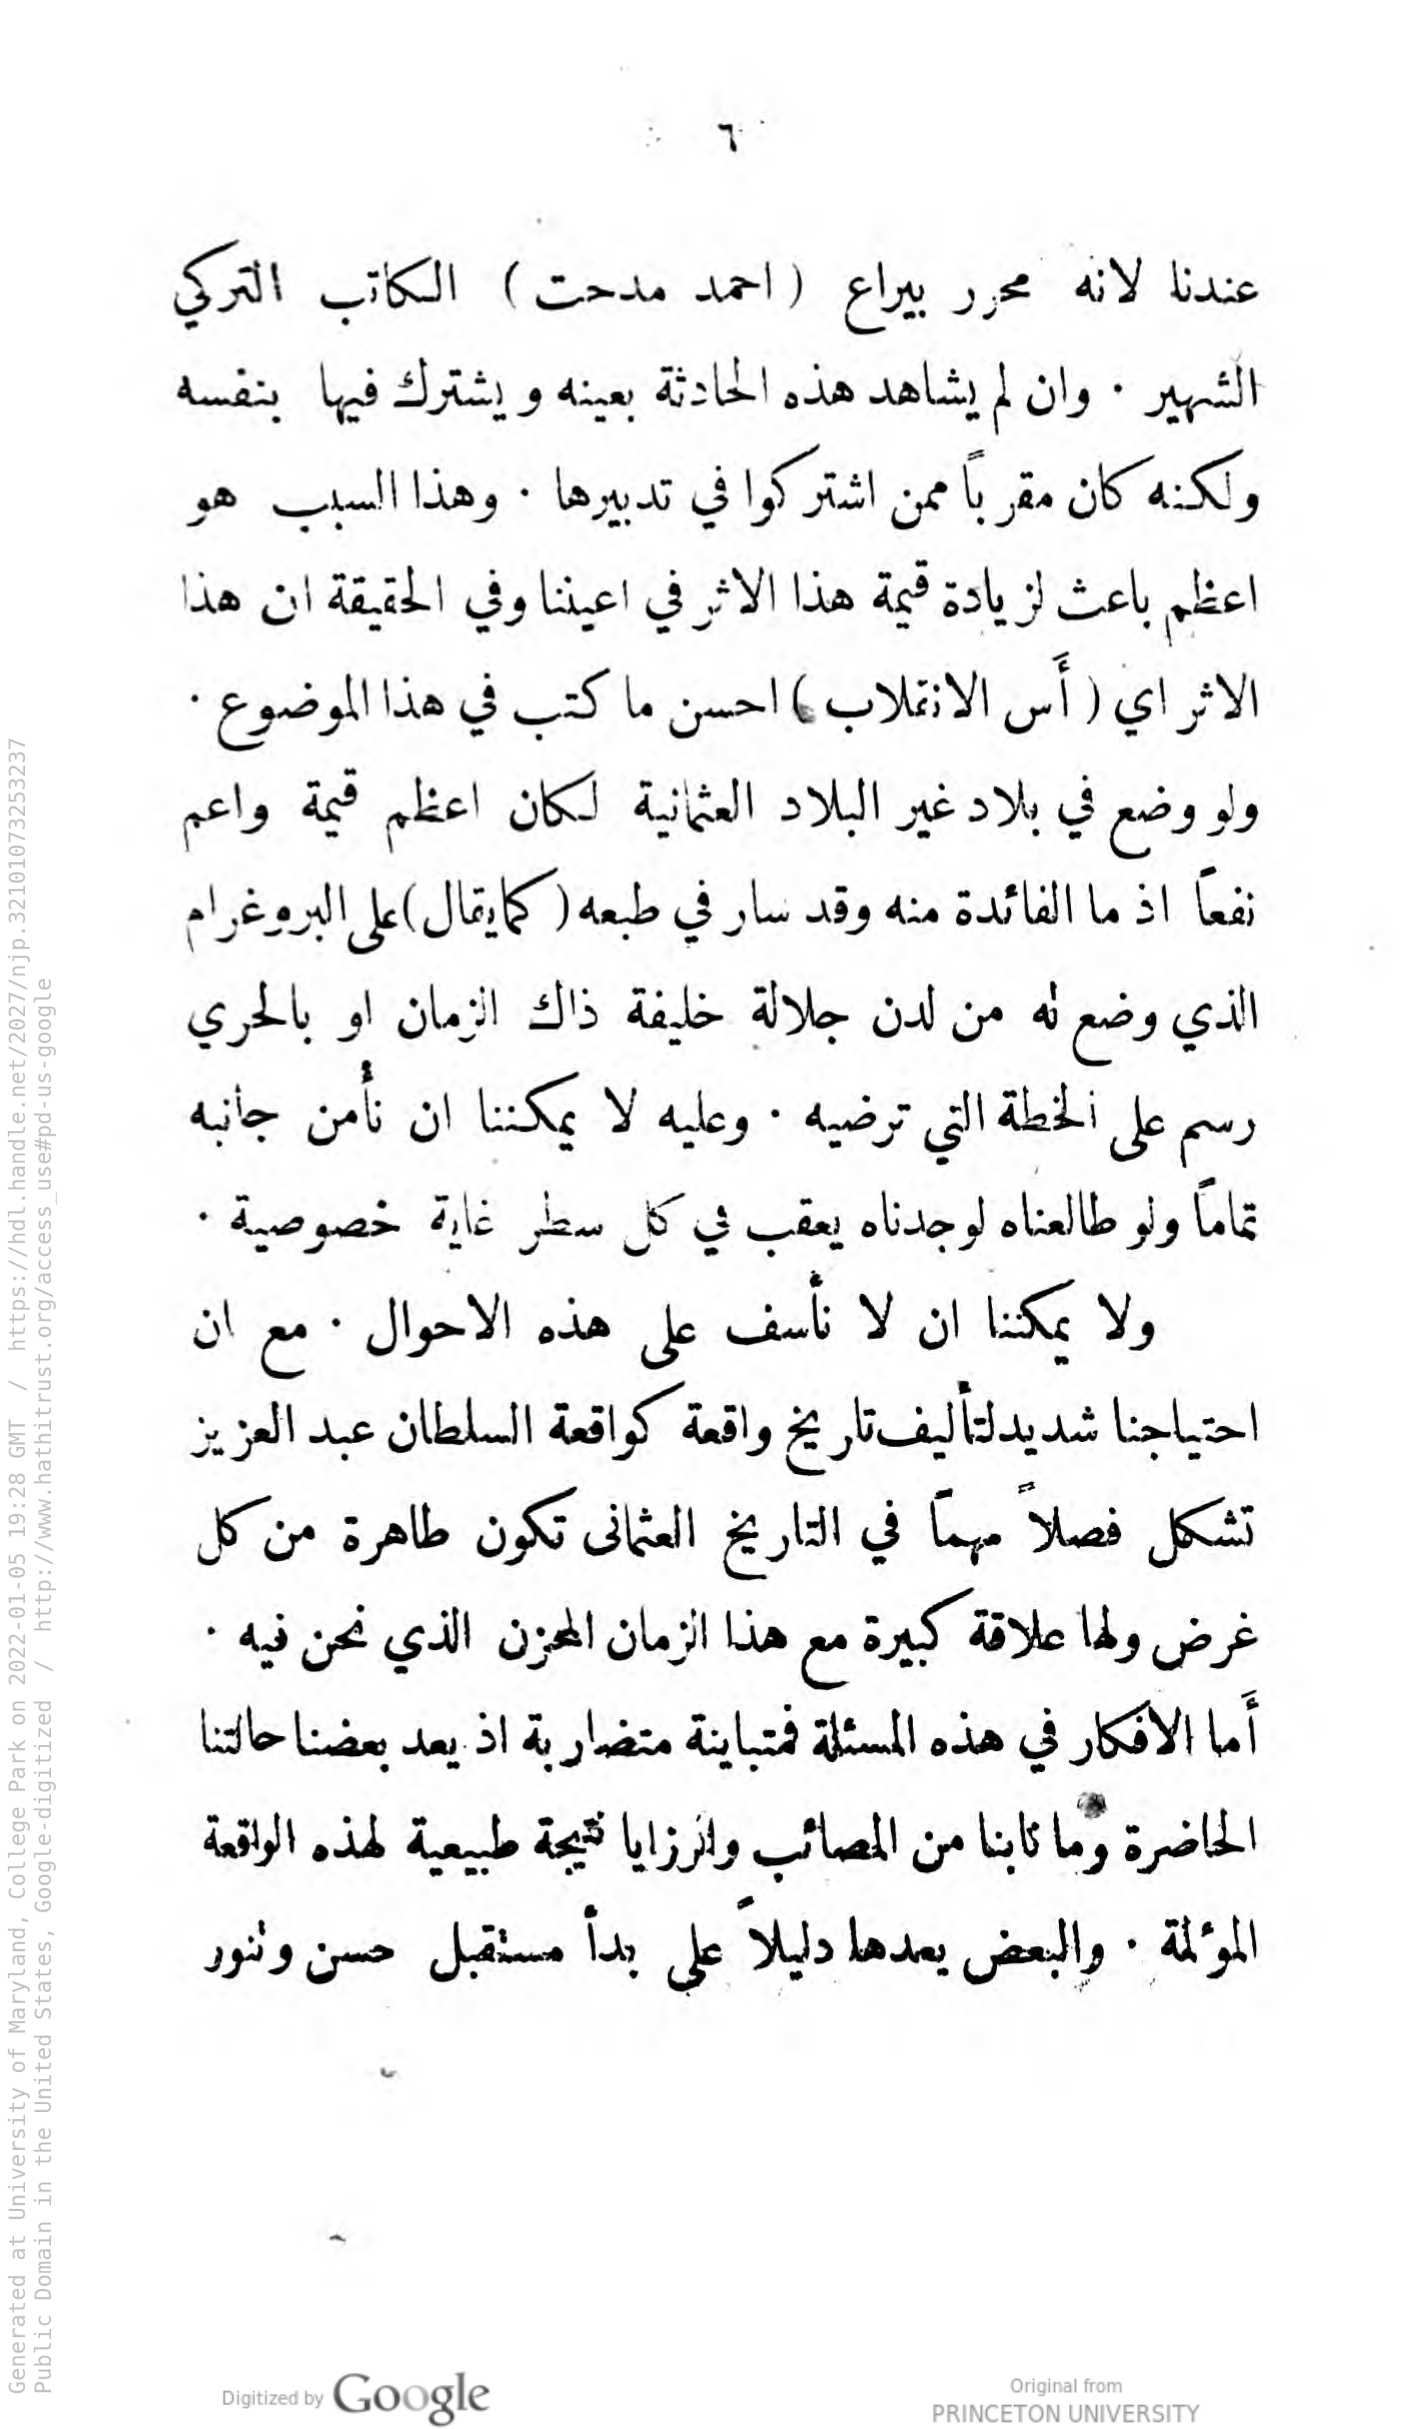 ٦
عندنا لانه محرر بيراع ( احمد مدحت ) الكاتب التركي
الشهير . وان لم يشاهد هذه الحادثة بعينه ويشترك فيها بنفسه
ولكنه كان مقرباً ممن اشتركوا في تدبيرها . وهذا السبب هو
اعظم باعث لزيادة قيمة هذا الاثر في اعيننا وفي الحقيقة ان هذا
الاثر اي ( أَس الانقلاب ) احسن ما كتب في هذا الموضوع .
ولو وضع في بلاد غير البلاد العثمانية لكان اعظم قيمة واعم
نفعاً اذ ما الفائدة منه وقد سار في طبعه ( كما يقال ) على البروغرام
الذي وضع له من لدن جلالة خليفة ذاك الزمان او بالحري
رسم على الخطة التي ترضيه . وعليه لا يمكننا ان نأمن جانبه
تماماً ولو طالعناه لوجدناه يعقب في كل سطر غاية خصوصية .
ولا يمكننا ان لا نأسف على هذه الاحوال . مع ان
احتياجنا شديد لتأليف تاريخ واقعة كواقعة السلطان عبد العزيز
تشكل فصلاً مهماً في التاريخ العثمانى تكون طاهرة من كل
غرض ولها علاقة كبيرة مع هذا الزمان المحزن الذي نحن فيه .
أَما الافكار في هذه المسئلة فمتباينة متضاربة اذ يعد بعضنا حالتنا
الحاضرة وما نابنا من المصائب والرزايا نتيجة طبيعية لهذه الواقعة
المؤلمة . والبعض يعدها دليلاً على بدأ مستقبل حسن وتنور
Generated at University of Maryland, College Park on 2022-01-05 19:28 GMT / https://hdl.handle.net/2027/njp.32101073253237
Public Domain in the United States, Google-digitized / http://www.hathitrust.org/access_use#pd-us-google
Digitized by Google
Original from
PRINCETON UNIVERSITY